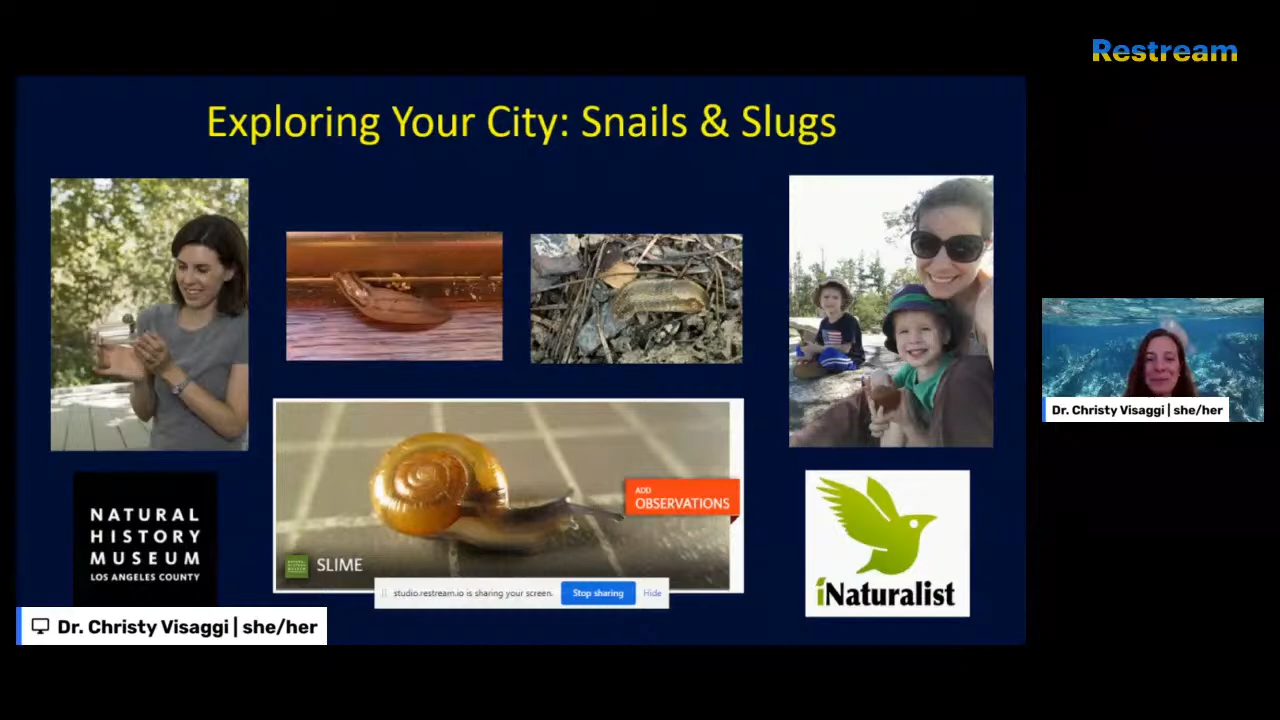 Restream
Exploring Your City: Snails & Slugs
NATURAL
HISTORY
MUSEUM
LOS ANGELES COUNTY
ADD
OBSERVATIONS
SLIME
studio.restream.io is sharing your screen.
Stop sharing
Hide
iNaturalist
Dr. Christy Visaggi | she/her
Dr. Christy Visaggi | she/her